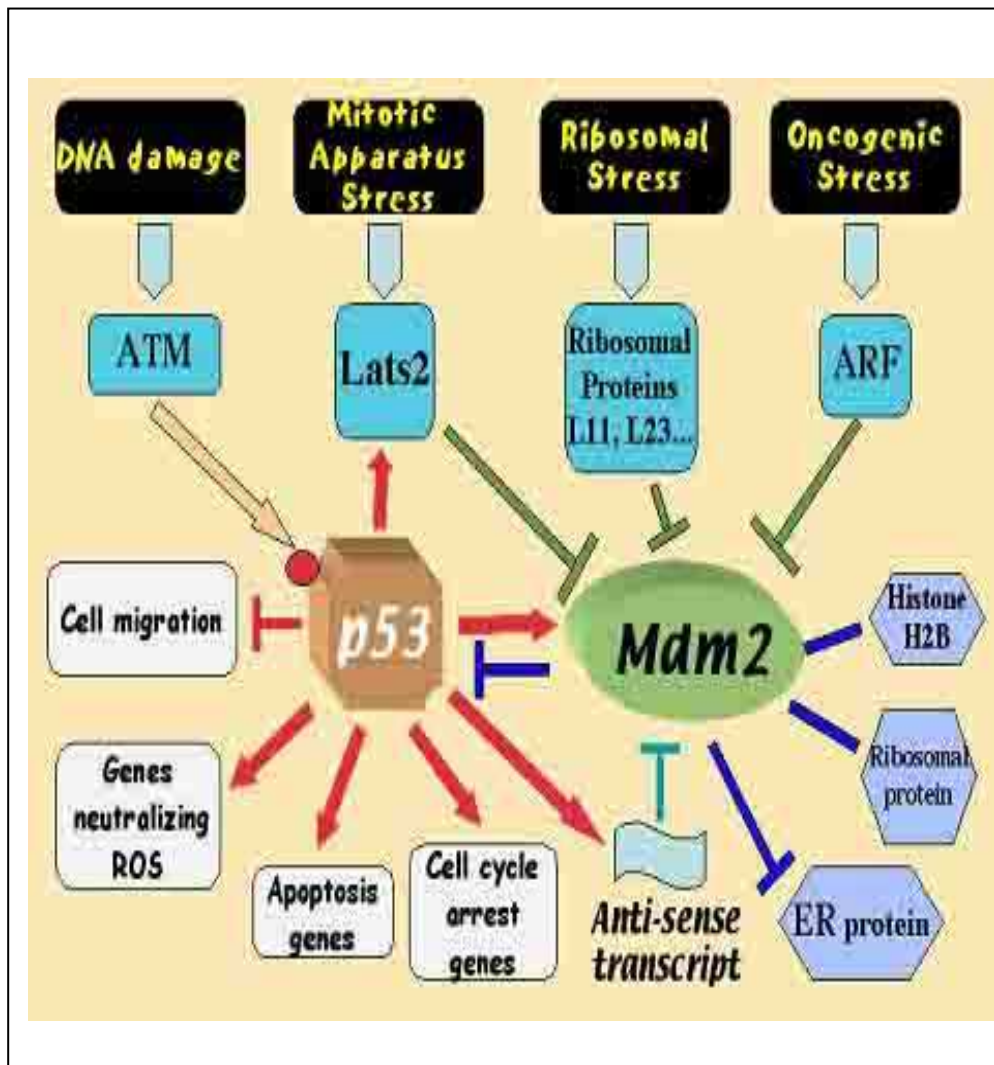 DNA damage
Mitotic
Apparatus
Stress
Ribosomal
Stress
Oncogenic
Stress
ATM
Lats2
Ribosomal
Proteins
L11, L23...
ARF
Cell migration
p53
Mdm2
Histone
H2B
Ribosomal
protein
Genes
neutralizing
ROS
Apoptosis
genes
Cell cycle
arrest
genes
Anti-sense
transcript
ER protein